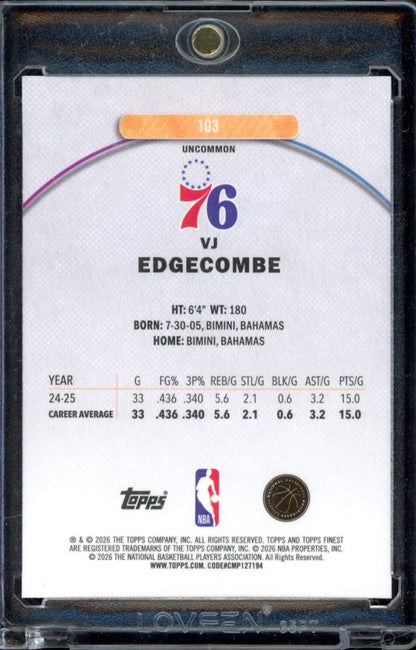 103
UNCOMMON
76
VJ
EDGECOMBE
HT: 6'4" WT: 180
BORN: 7-30-05, BIMINI, BAHAMAS
HOME: BIMINI, BAHAMAS
YEAR G FG% 3P% REB/G STL/G BLK/G AST/G PTS/G
24-25 33 .436 .340 5.6 2.1 0.6 3.2 15.0
CAREER AVERAGE 33 .436 .340 5.6 2.1 0.6 3.2 15.0
Topps
NBA
® & © 2026 THE TOPPS COMPANY, INC. ALL RIGHTS RESERVED. TOPPS AND TOPPS FINEST
ARE REGISTERED TRADEMARKS OF THE TOPPS COMPANY, INC. © 2026 NBA PROPERTIES, INC.
© 2026 THE NATIONAL BASKETBALL PLAYERS ASSOCIATION. All Rights Reserved.
WWW.TOPPS.COM. CODE#CMP127194